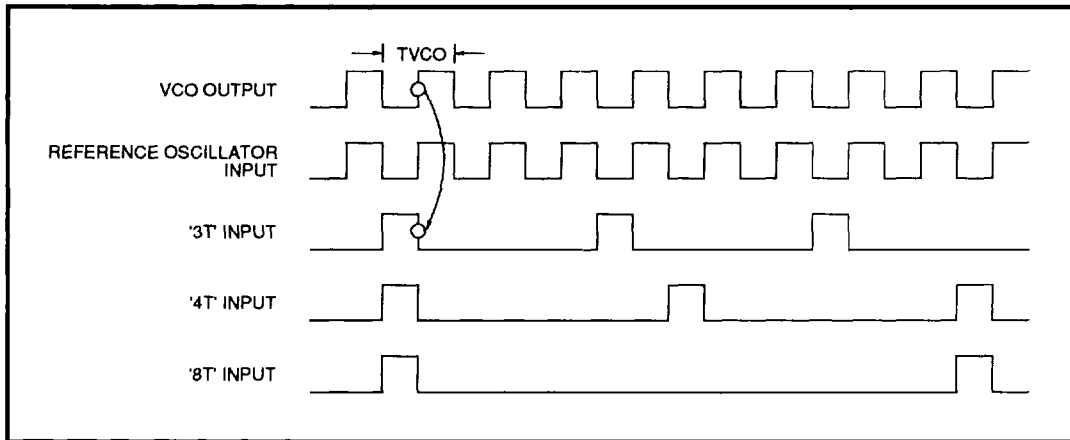 TVCO
VCO OUTPUT
REFERENCE OSCILLATOR
INPUT
'3T' INPUT
'4T' INPUT
'8T' INPUT